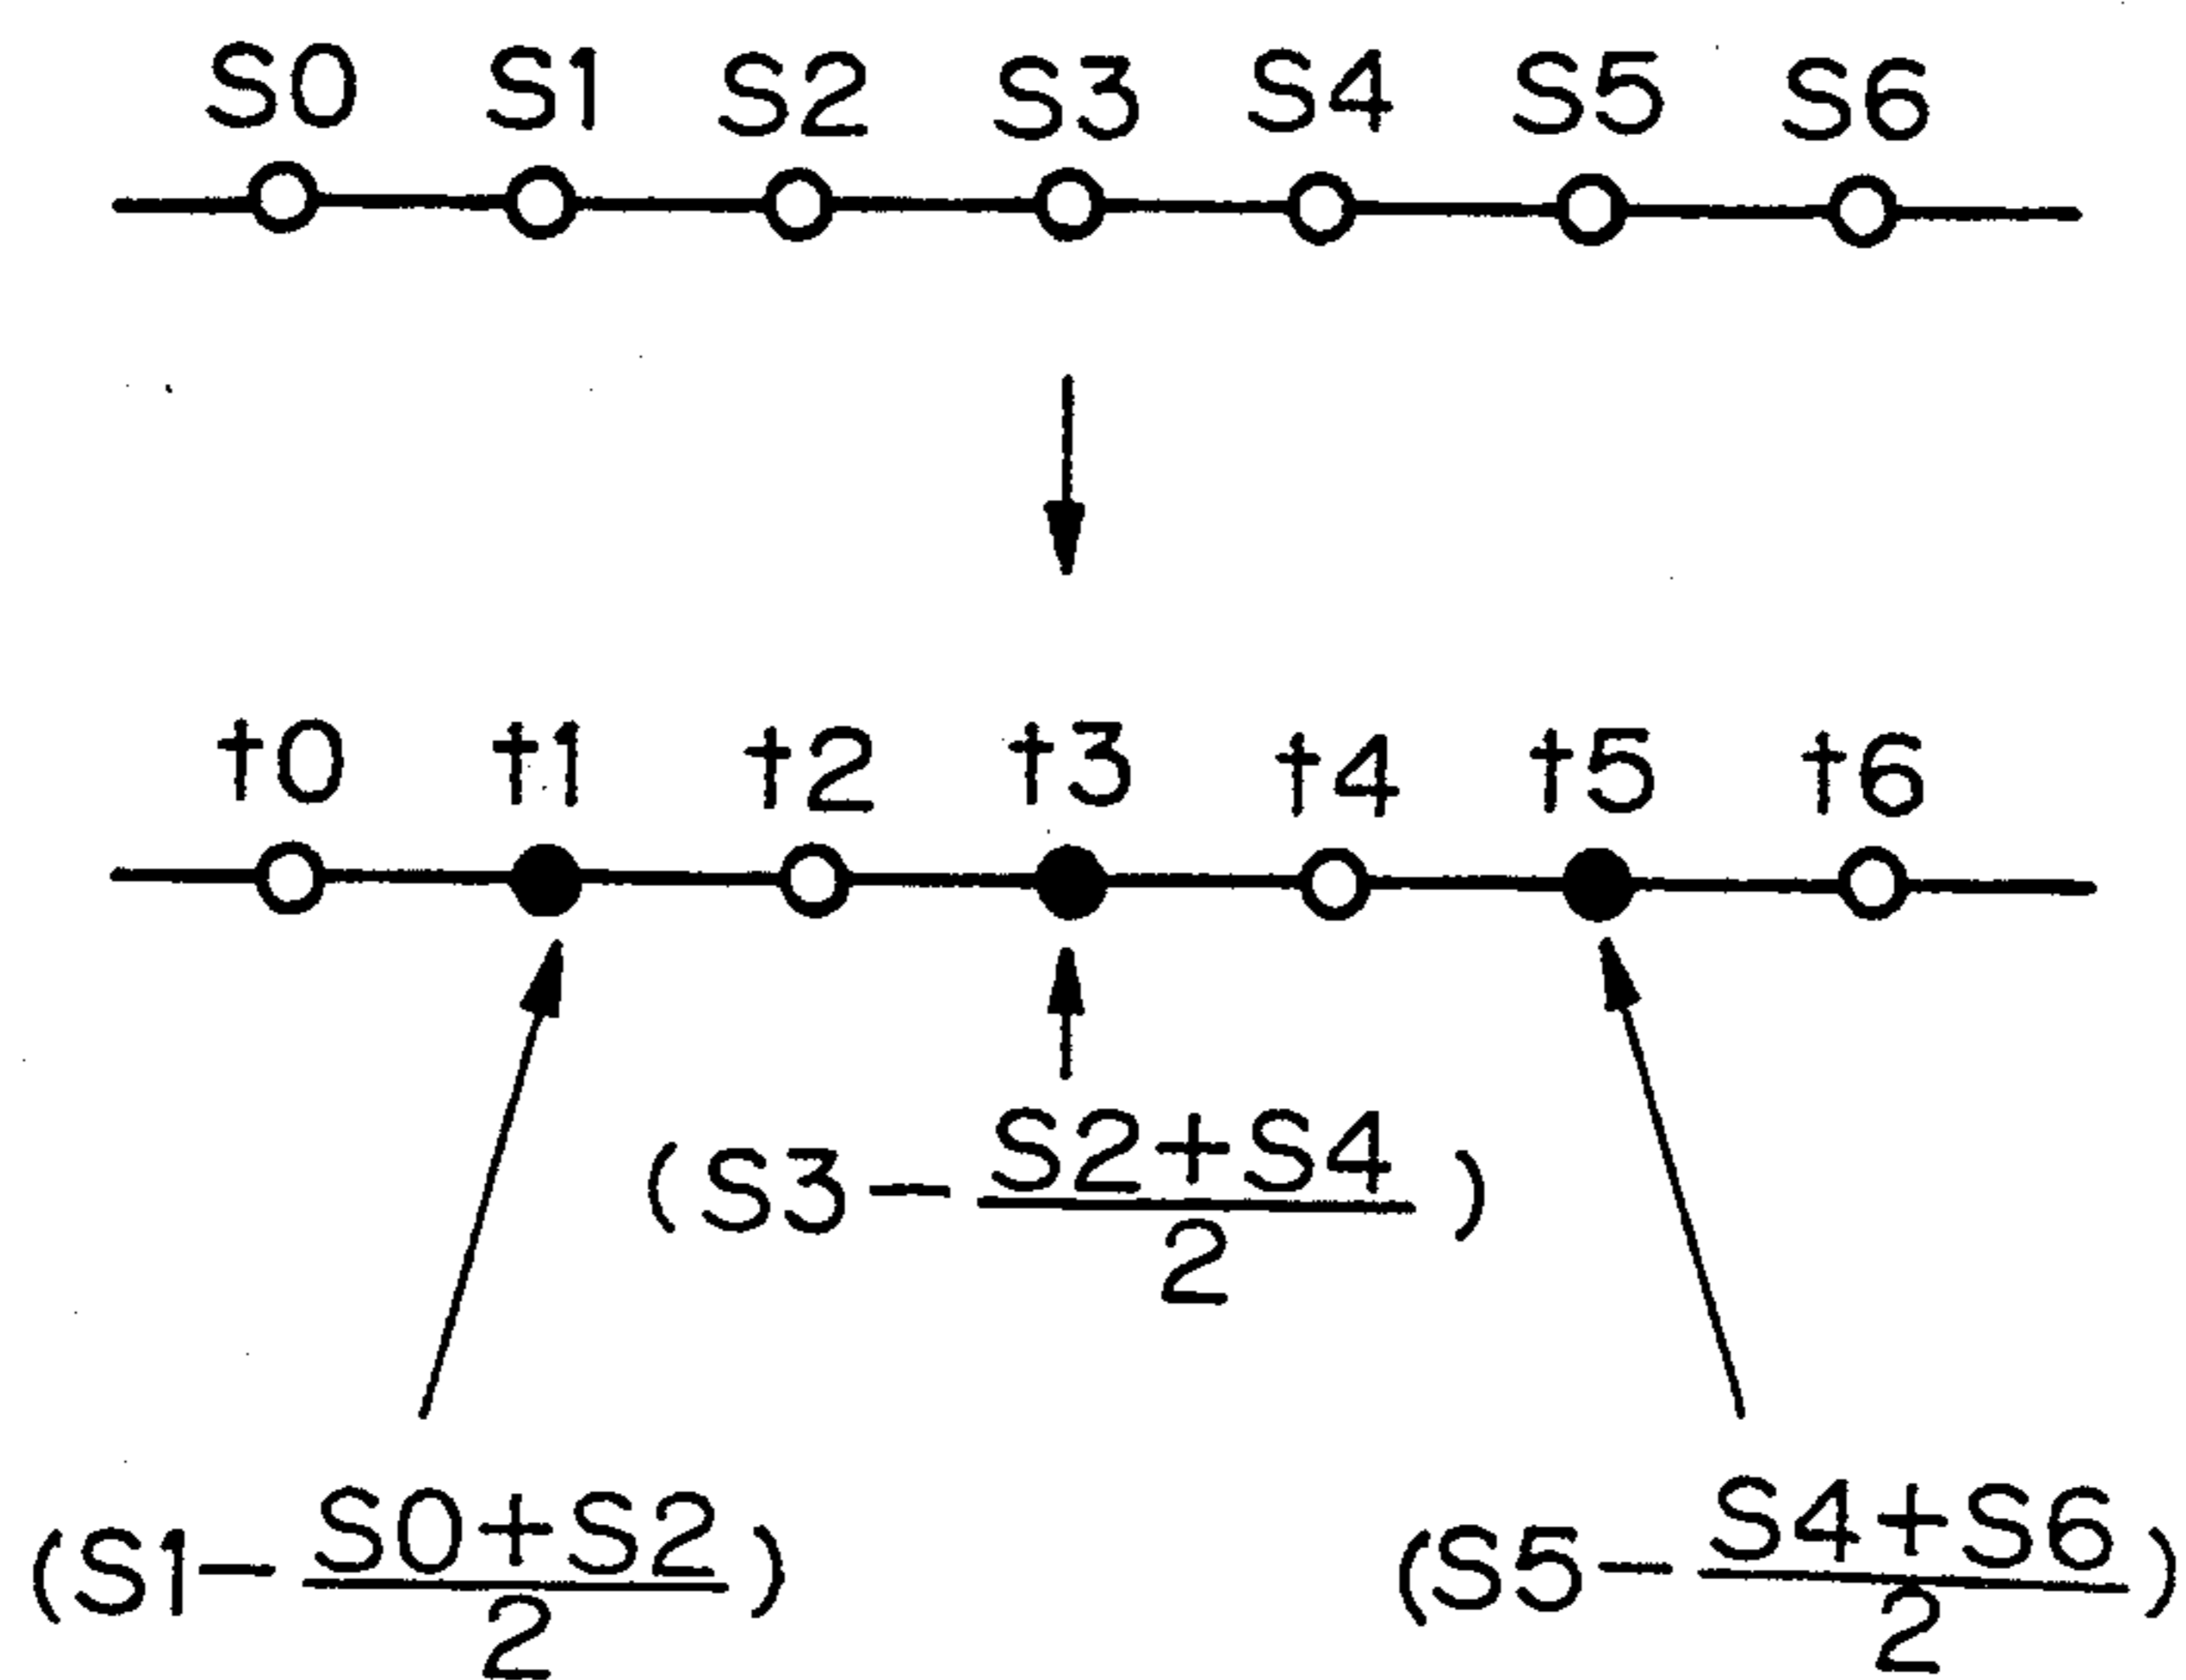 S0 S1 S2 S3 S4 S5 S6
t0 t1 t2 t3 t4 t5 t6
(S3-S2+S4/2)
(S1-S0+S2/2)
(S5-S4+S6/2)